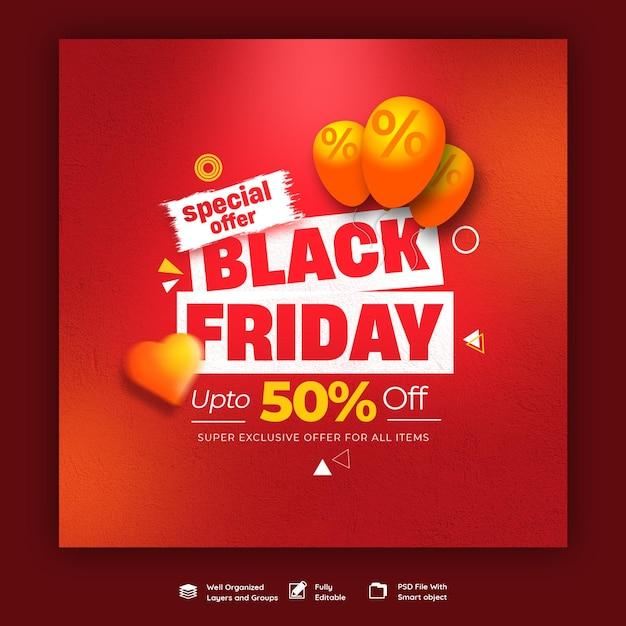 %
%
%
special
offer
BLACK
FRIDAY
Upto 50% Off
SUPER EXCLUSIVE OFFER FOR ALL ITEMS
Well Organized
Layers and Groups
Fully
Editable
PSD File With
Smart object